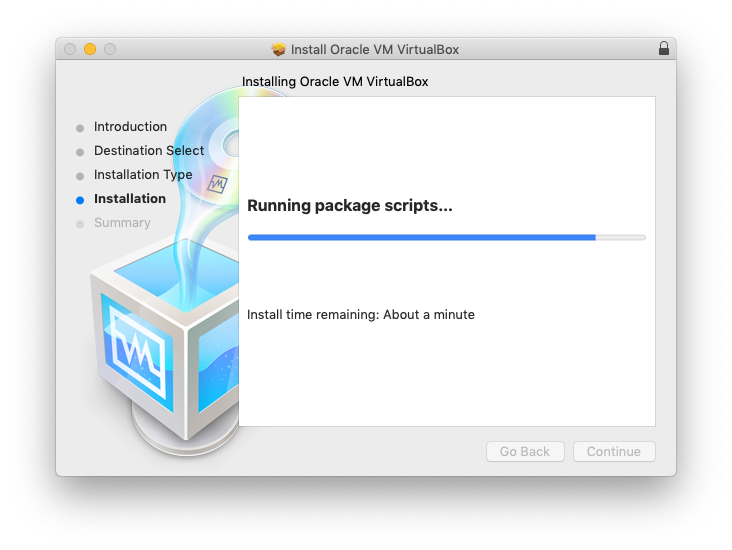 Install Oracle VM VirtualBox
Installing Oracle VM VirtualBox
Introduction
Destination Select
Installation Type
Installation
Summary
Running package scripts...
Install time remaining: About a minute
Go Back
Continue